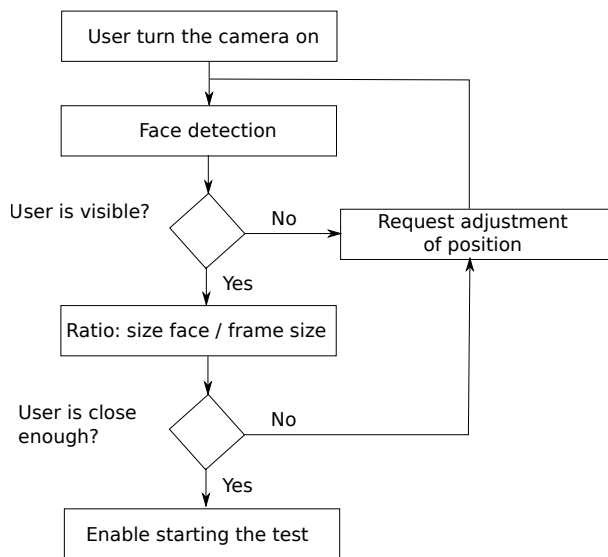 User turn the camera on
Face detection
User is visible?
No
Request adjustment
of position
Yes
Ratio: size face / frame size
User is close
enough?
No
Yes
Enable starting the test